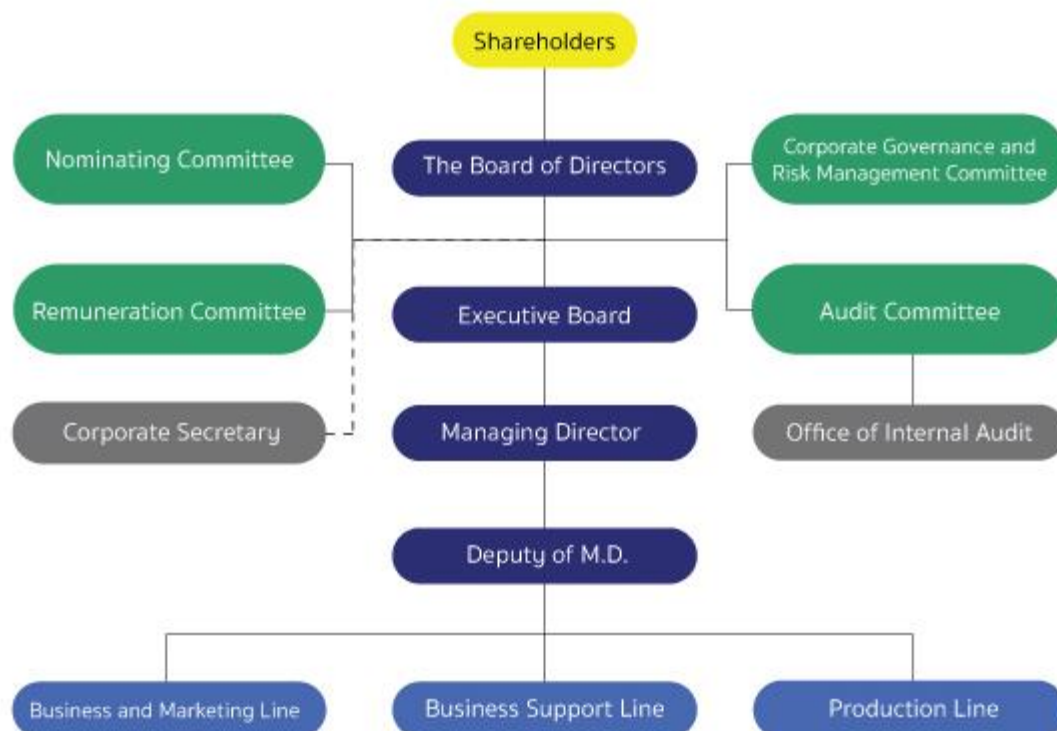 Shareholders
Nominating Committee
The Board of Directors
Corporate Governance and
Risk Management Committee
Remuneration Committee
Executive Board
Audit Committee
Corporate Secretary
Managing Director
Office of Internal Audit
Deputy of M.D.
Business and Marketing Line
Business Support Line
Production Line